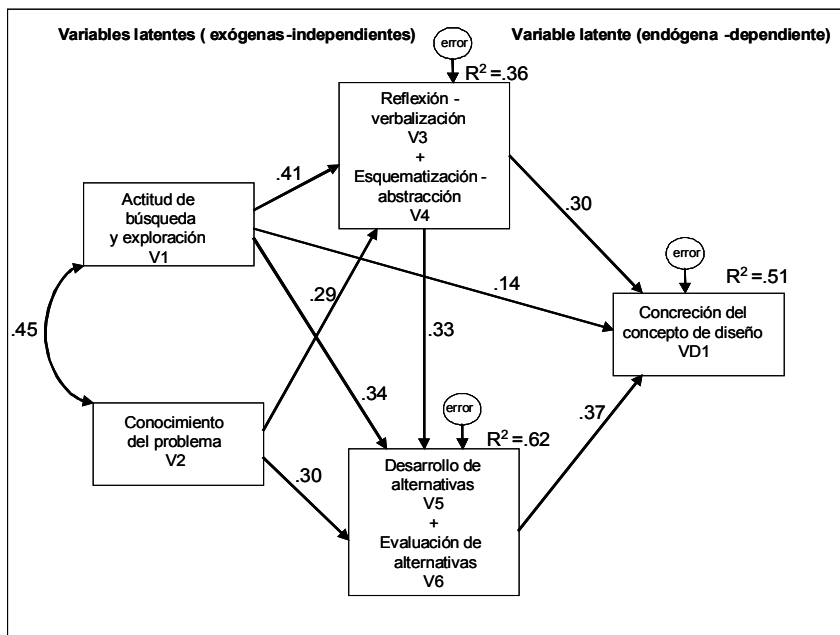 Variables latentes ( exógenas-independientes)
Variable latente (endógena -dependiente)
error
R² =.36
Reflexión -
verbalización
V3
+
Esquematización -
abstracción
V4
.41
Actitud de
búsqueda
y exploración
V1
.30
error
R² =.51
.14
.29
Concreción del
concepto de diseño
VD1
.45
.33
.34
error
.37
Conocimiento
del problema
V2
R² =.62
.30
Desarrollo de
alternativas
V5
+
Evaluación de
alternativas
V6